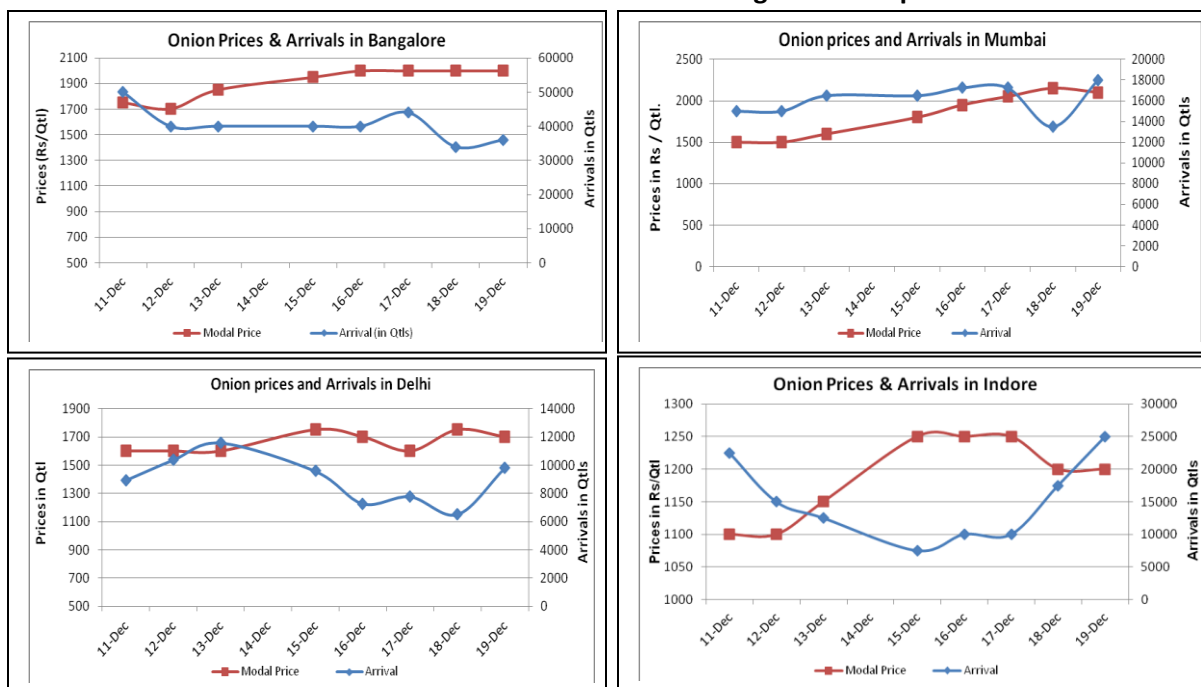 Onion Prices & Arrivals in Bangalore
2100
1900
1700
1500
1300
1100
900
700
500
60000
50000
40000
30000
20000
10000
0
Prices (Rs/Qtl)
Arrivals in Qtls
11-Dec
12-Dec
13-Dec
15-Dec
16-Dec
17-Dec
18-Dec
19-Dec
Modal Price
Arrival (in Qtls)
Onion prices and Arrivals in Mumbai
2500
2000
1500
1000
500
0
20000
18000
16000
14000
12000
10000
8000
6000
4000
2000
0
Prices in Rs / Qtl.
Arrivals in Qtls
11-Dec
12-Dec
13-Dec
15-Dec
16-Dec
17-Dec
18-Dec
19-Dec
Modal Price
Arrival
Onion prices and Arrivals in Delhi
1900
1700
1500
1300
1100
900
700
500
14000
12000
10000
8000
6000
4000
2000
0
Prices in Qtl
Arrivals in Qtls
11-Dec
12-Dec
13-Dec
14-Dec
15-Dec
16-Dec
17-Dec
18-Dec
19-Dec
Modal Price
Arrival
Onion Prices & Arrivals in Indore
1300
1250
1200
1150
1100
1050
1000
30000
25000
20000
15000
10000
5000
0
Prices in Rs/Qtl
Arrivals in Qtls
11-Dec
12-Dec
13-Dec
15-Dec
16-Dec
17-Dec
18-Dec
19-Dec
Modal Price
Arrival